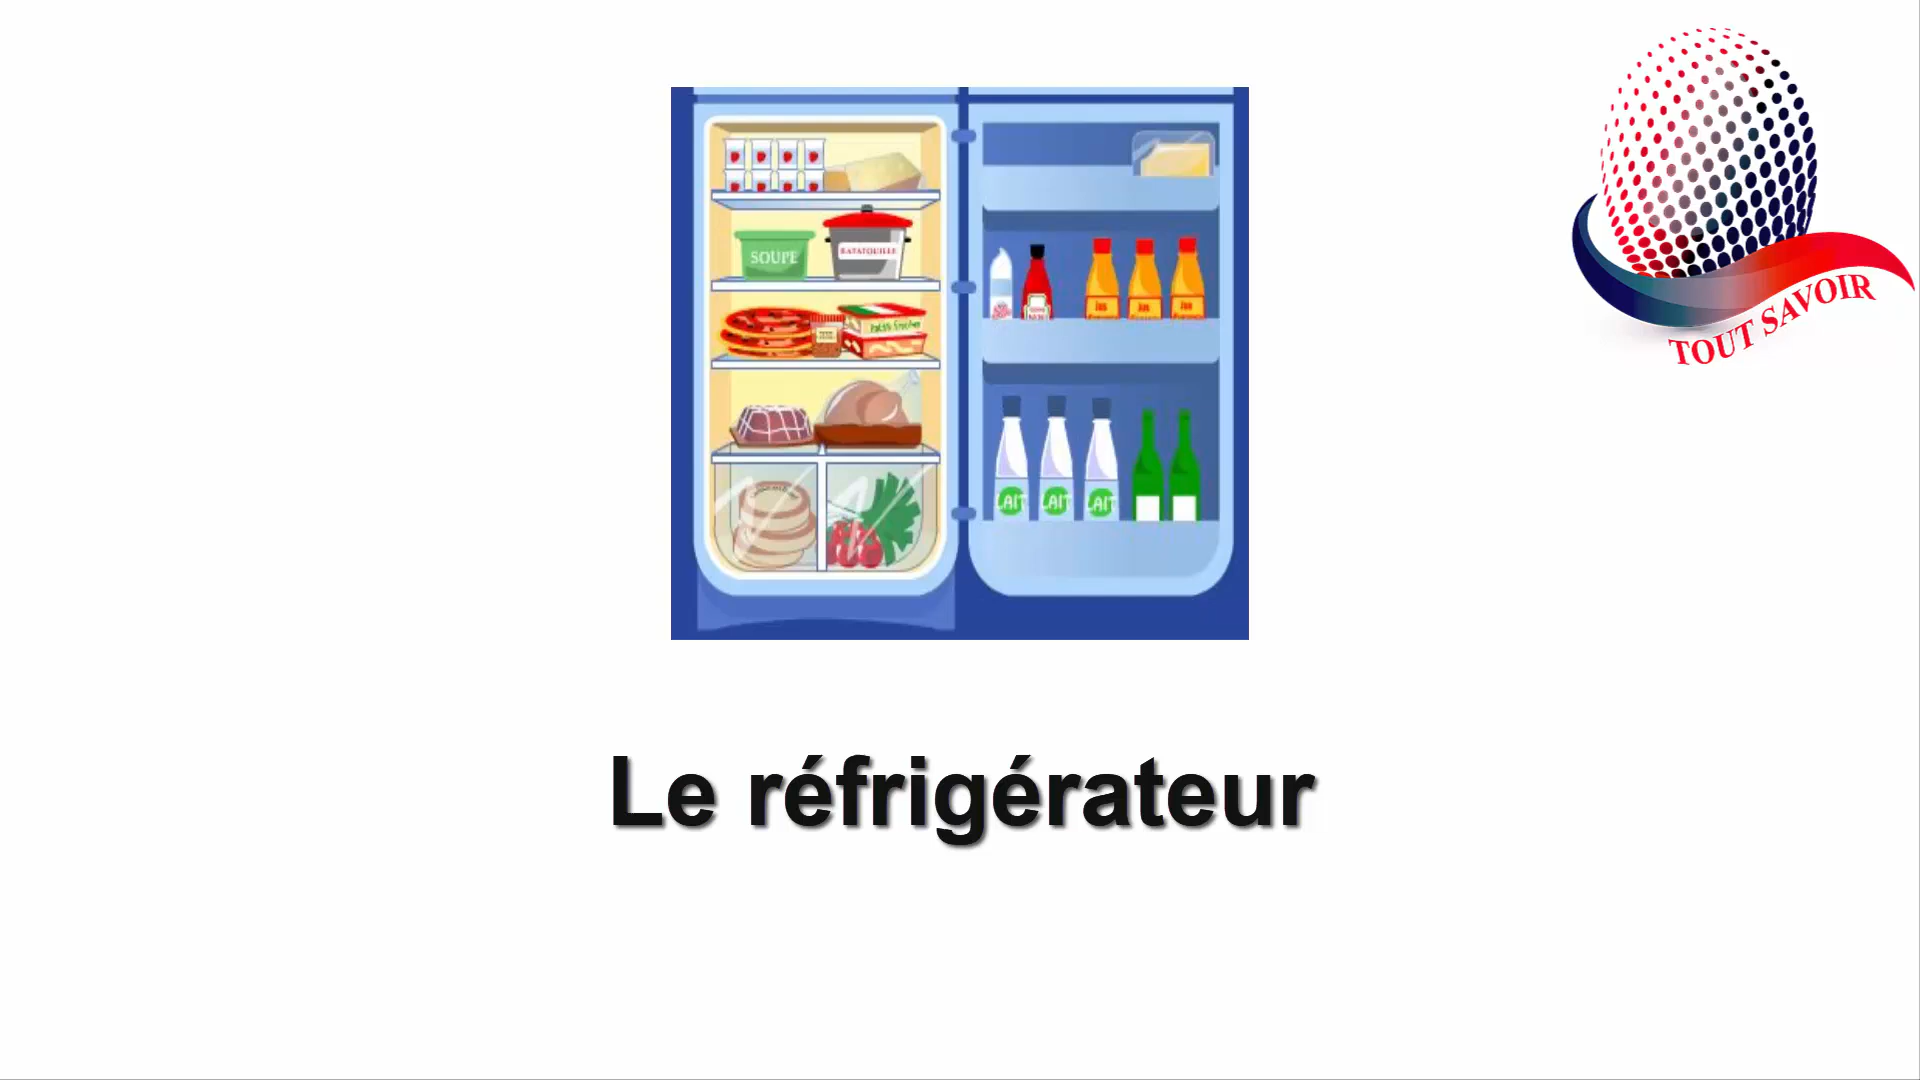 TOUT SAVOIR
SOUPE
RATATOUILLE
LAIT
LAIT
LAIT
Le réfrigérateur